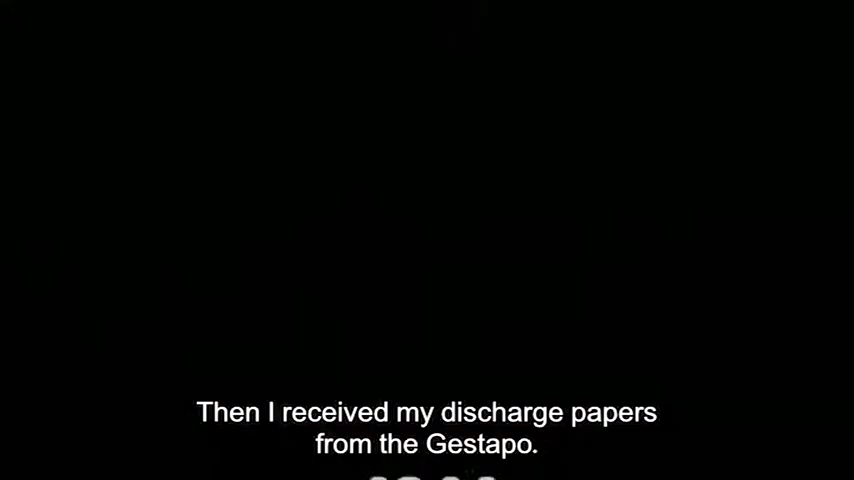 Then I received my discharge papers
from the Gestapo.